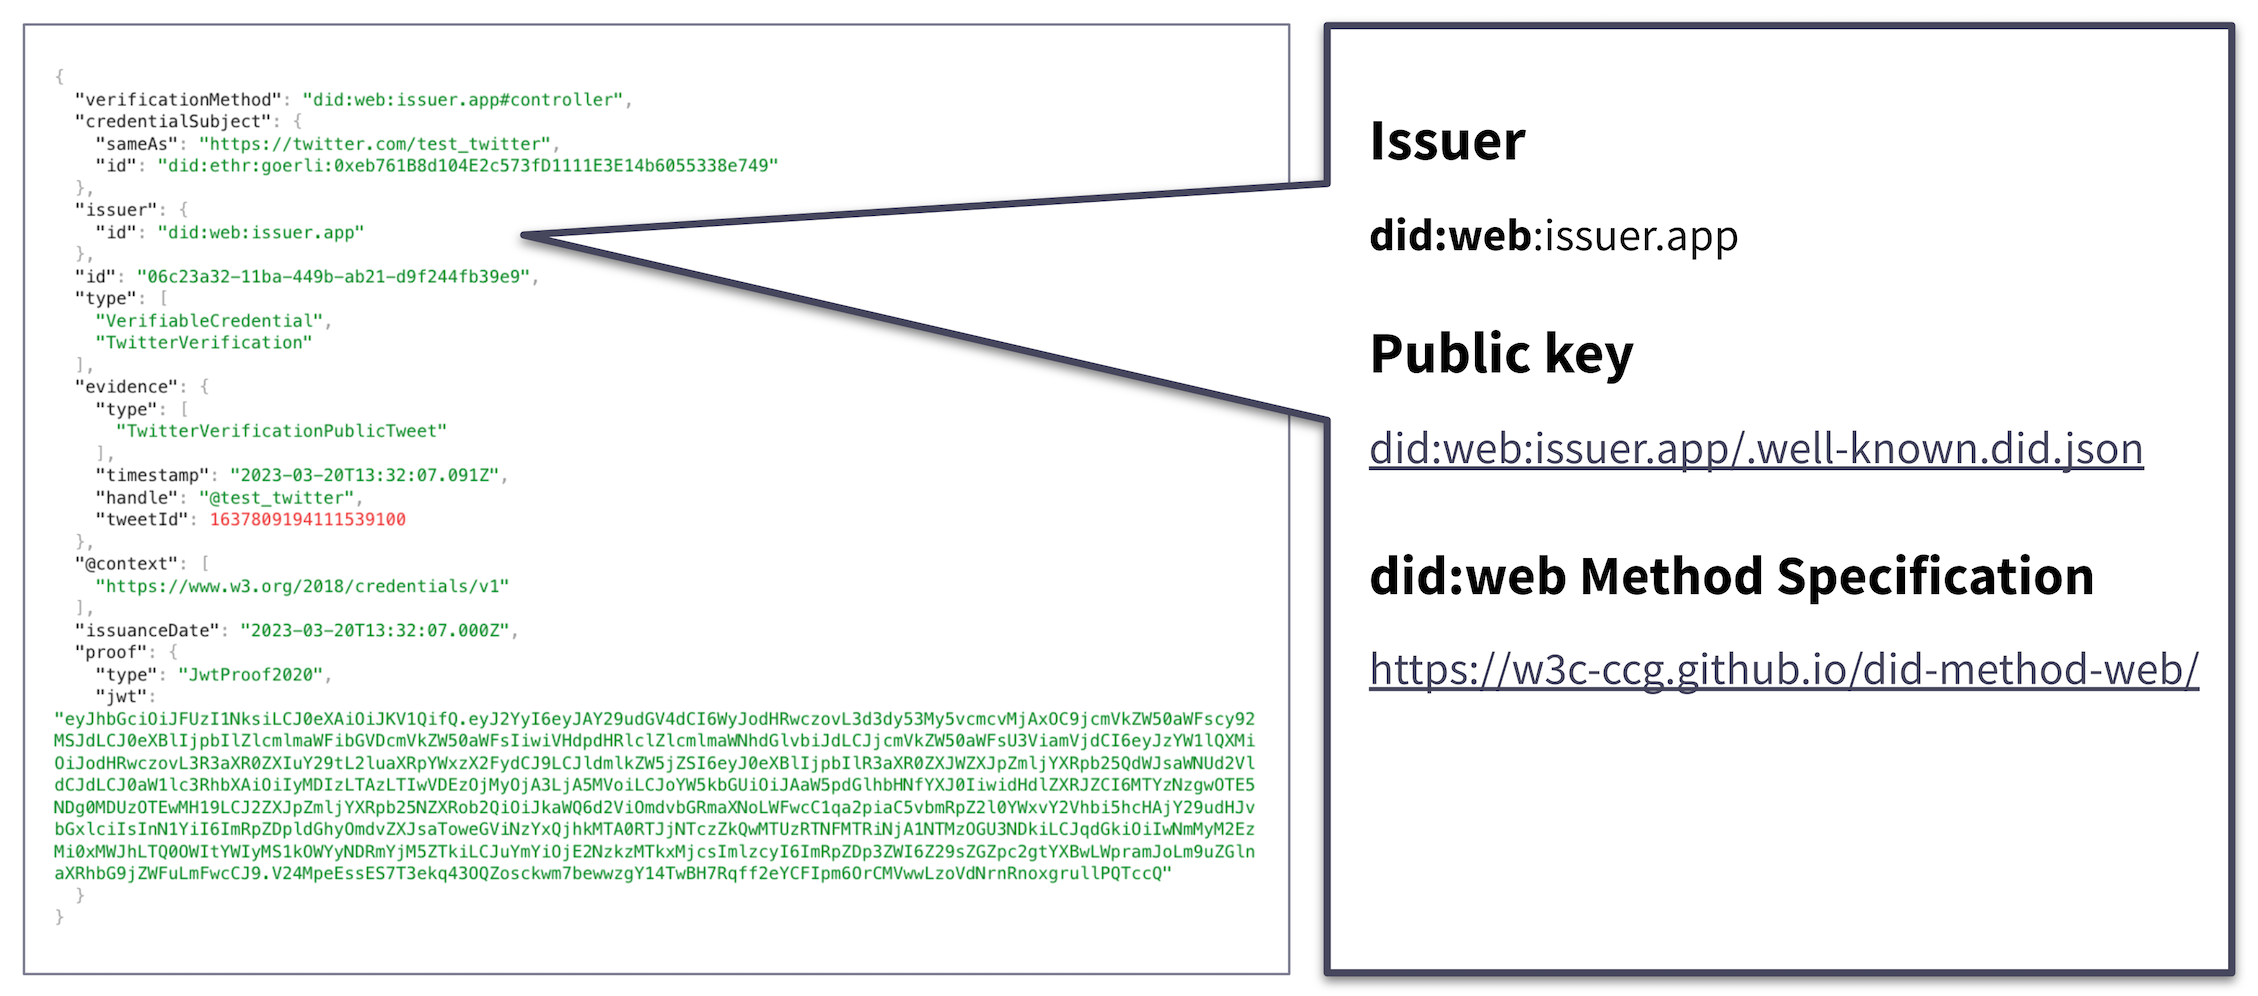 {
"verificationMethod": "did:web:issuer.app#controller",
"credentialSubject": {
"sameAs": "https://twitter.com/test_twitter",
"id": "did:ethr:goerli:0xeb761B8d104E2c573fD1111E3E14b6055338e749"
},
"issuer": {
"id": "did:web:issuer.app"
},
"id": "06c23a32-11ba-449b-ab21-d9f244fb39e9",
"type": [
"VerifiableCredential",
"TwitterVerification"
],
"evidence": {
"type": [
"TwitterVerificationPublicTweet"
],
"timestamp": "2023-03-20T13:32:07.091Z",
"handle": "@test_twitter",
"tweetId": 1637809194111539100
},
"@context": [
"https://www.w3.org/2018/credentials/v1"
],
"issuanceDate": "2023-03-20T13:32:07.000Z",
"proof": {
"type": "JwtProof2020",
"jwt":
"eyJhbGciOiJFUzI1NksiLCJ0eXAiOiJKV1QifQ.eyJ2YyI6eyJAY29udGV4dCI6WyJodHRwczovL3d3dy53My5vcmcvMjAxOC9jcmVkZW50aWFscy92
MSJdLCJ0eXBlIjpbIlZlcmlmaWFibGVDcmVkZW50aWFsIiwiVHdpdHRlclZlcmlmaWNhdGlvbiJdLCJjcmVkZW50aWFsU3ViamVjdCI6eyJzYW1lQXMi
OiJodHRwczovL3R3aXR0ZXIuY29tL2luaXRpYWxzX2FydCJ9LCJldmlkZW5jZSI6eyJ0eXBlIjpbIlR3aXR0ZXJWZXJpZmljYXRpb25QdWJsaWNUd2Vl
dCJdLCJ0aW1lc3RhbXAiOiIyMDIzLTAzLTIwVDEzOjMyOjA3LjA5MVoiLCJoYW5kbGUiOiJAaW5pdGlhbHNfYXJ0IiwidHdlZXRJZCI6MTYzNzgwOTE5
NDg0MDUzOTEwMH19LCJ2ZXJpZmljYXRpb25NZXRob2QiOiJkaWQ6d2ViOmdvbGRmaXNoLWFwcC1qa2piaC5vbmRpZ2l0YWxvY2Vhbi5hcHAjY29udHJv
bGxlciIsInN1YiI6ImRpZDpldGhyOmdvZXJsaToweGViNzYxQjhkMTA0RTJjNTczZkQwMTUzRTNFMTRiNjA1NTMzOGU3NDkiLCJqdGkiOiIwNmMyM2Ez
Mi0xMWJhLTQ0OWItYWIyMS1kOWYyNDRmYjM5ZTkiLCJuYmYiOjE2NzkzMTkxMjcsImlzcyI6ImRpZDp3ZWI6Z29sZGZpc2gtYXBwLWpramJoLm9uZGln
aXRhbG9jZWFuLmFwcCJ9.V24MpeEssES7T3ekq43OQZosckwm7bewwzgY14TwBH7Rqff2eYCFIpm6OrCMVwwLzoVdNrnRnoxgrullPQTccQ"
}
}
Issuer
did:web:issuer.app
Public key
did:web:issuer.app/.well-known.did.json
did:web Method Specification
https://w3c-ccg.github.io/did-method-web/